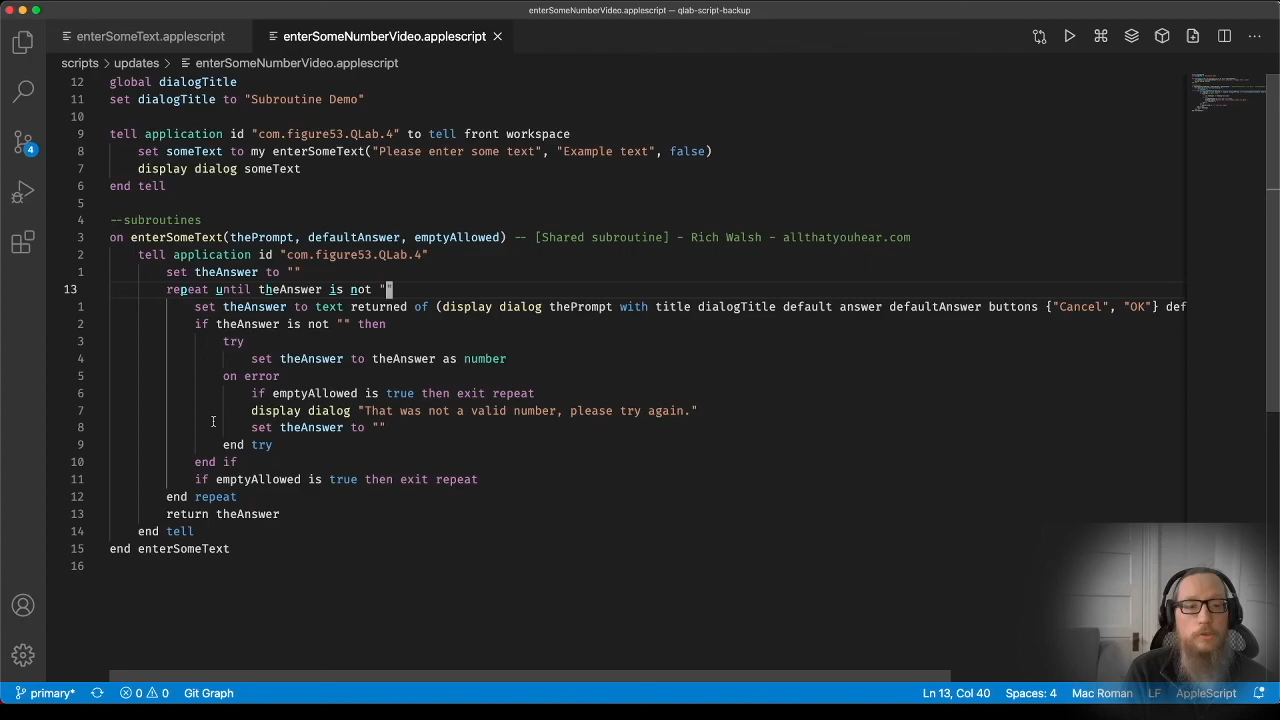 enterSomeNumberVideo.applescript — qlab-script-backup
enterSomeText.applescript
enterSomeNumberVideo.applescript
scripts > updates > enterSomeNumberVideo.applescript
12 global dialogTitle
11 set dialogTitle to "Subroutine Demo"
10
9 tell application id "com.figure53.QLab.4" to tell front workspace
8 set someText to my enterSomeText("Please enter some text", "Example text", false)
7 display dialog someText
6 end tell
5
4 --subroutines
3 on enterSomeText(thePrompt, defaultAnswer, emptyAllowed) -- [Shared subroutine] - Rich Walsh - allthatyouhear.com
2 tell application id "com.figure53.QLab.4"
1 set theAnswer to ""
13 repeat until theAnswer is not ""
1 set theAnswer to text returned of (display dialog thePrompt with title dialogTitle default answer defaultAnswer buttons {"Cancel", "OK"} def
2 if theAnswer is not "" then
3 try
4 set theAnswer to theAnswer as number
5 on error
6 if emptyAllowed is true then exit repeat
7 display dialog "That was not a valid number, please try again."
8 set theAnswer to ""
9 end try
10 end if
11 if emptyAllowed is true then exit repeat
12 end repeat
13 return theAnswer
14 end tell
15 end enterSomeText
16
4
primary*
0 0
Git Graph
Ln 13, Col 40
Spaces: 4
Mac Roman
LF
AppleScript